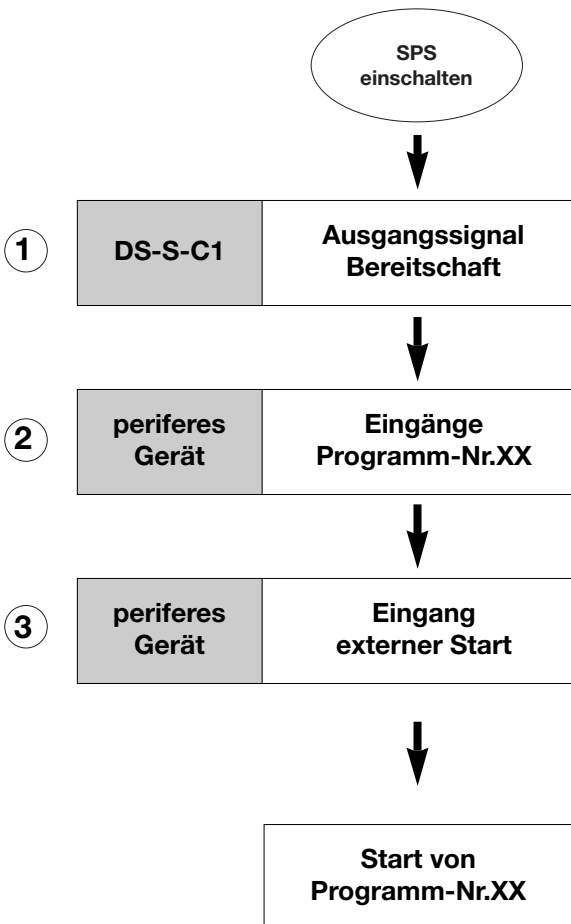 SPS
einschalten
1
DS-S-C1
Ausgangssignal
Bereitschaft
2
periferes
Gerät
Eingänge
Programm-Nr.XX
3
periferes
Gerät
Eingang
externer Start
Start von
Programm-Nr.XX